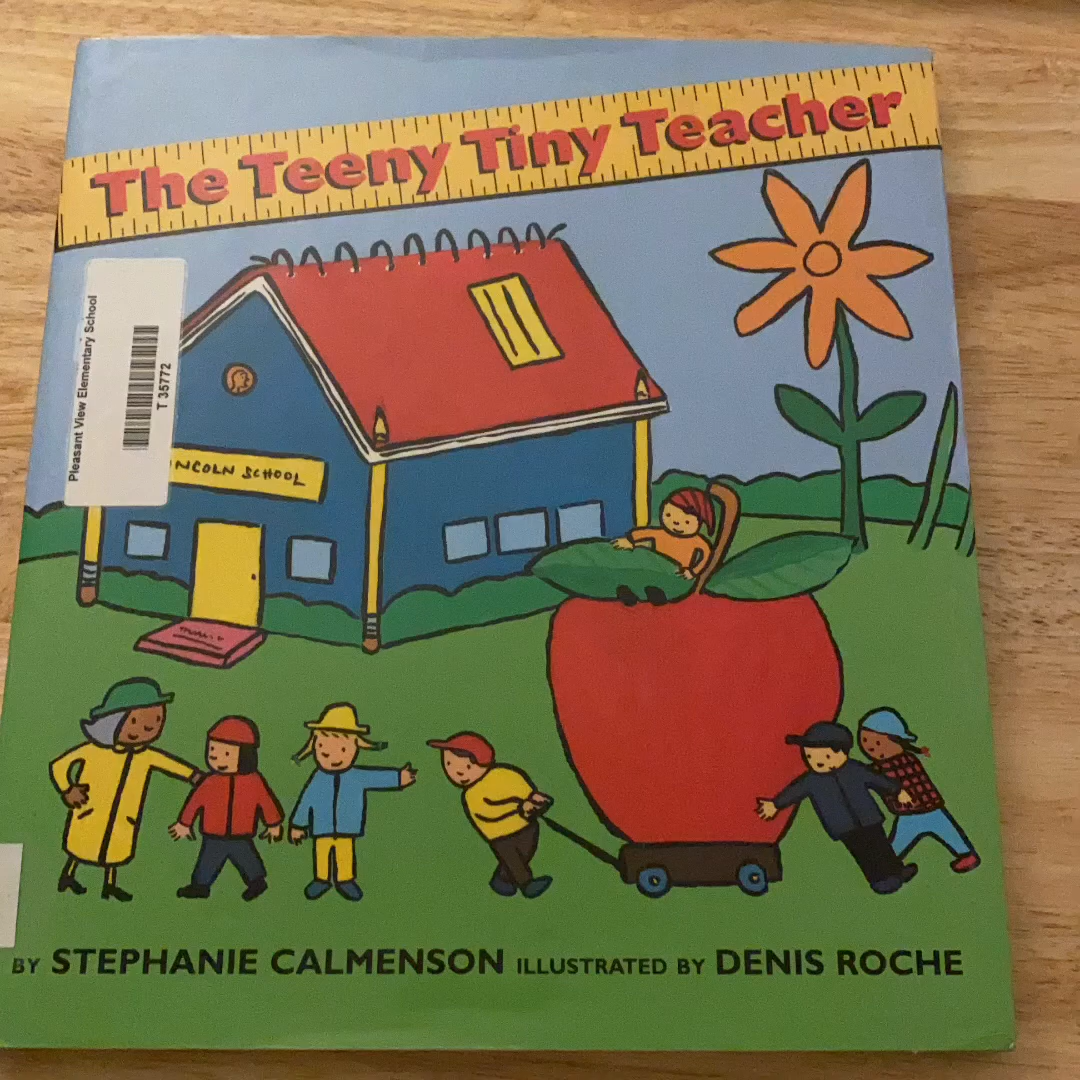 The Teeny Tiny Teacher
Pleasant View Elementary School
T 35772
NCOLN SCHOOL
BY STEPHANIE CALMENSON ILLUSTRATED BY DENIS ROCHE